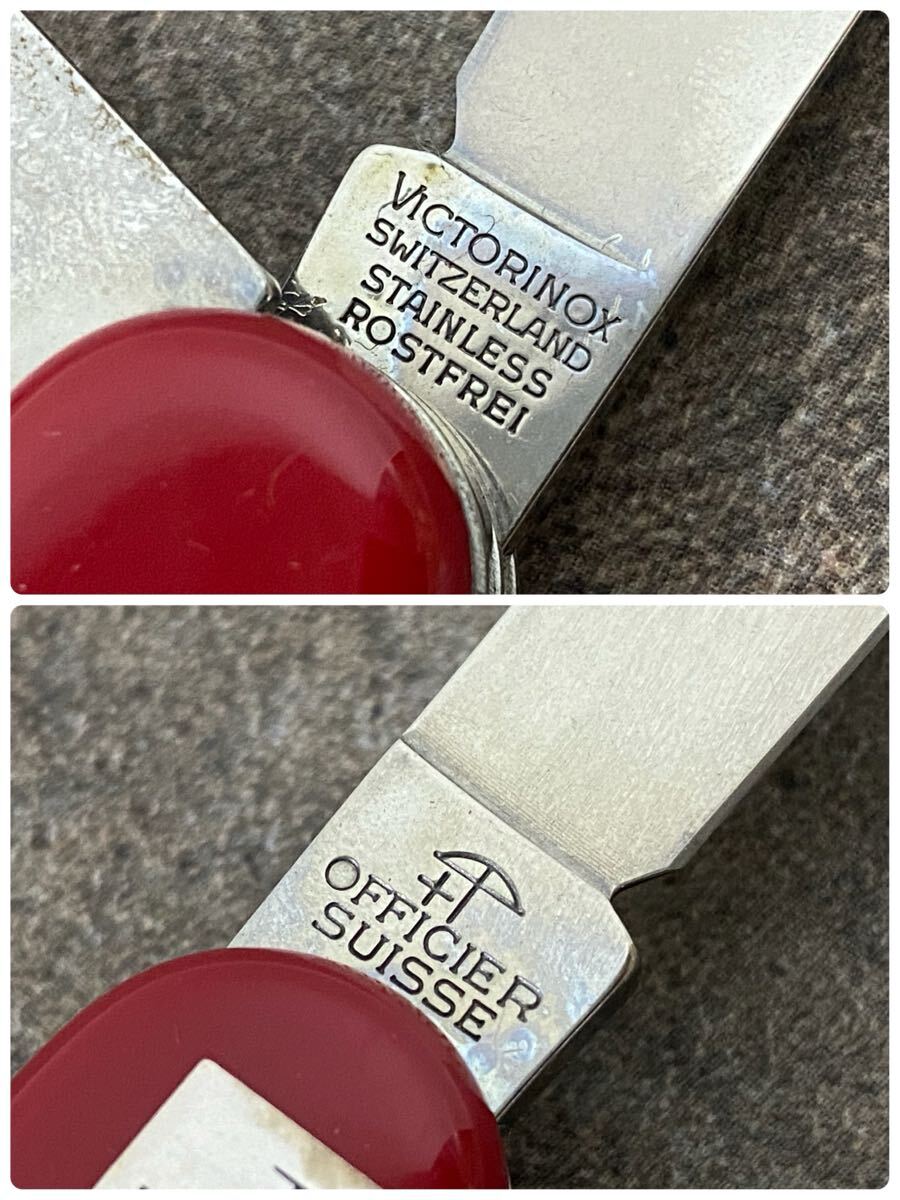 VICTORINOX
SWITZERLAND
STAINLESS
ROSTFREI
OFFICIER
SUISSE